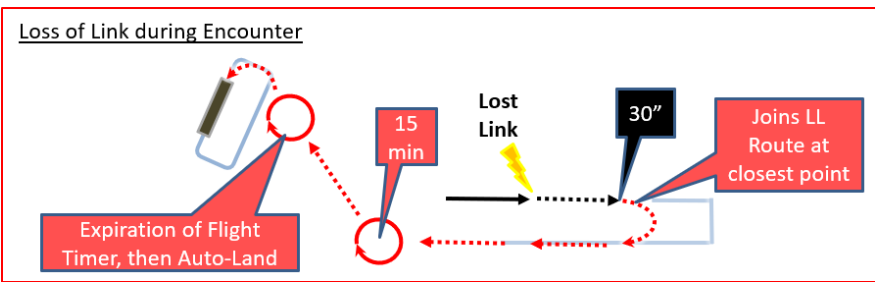 Loss of Link during Encounter
Lost
Link
15
min
30”
Joins LL
Route at
closest point
Expiration of Flight
Timer, then Auto-Land